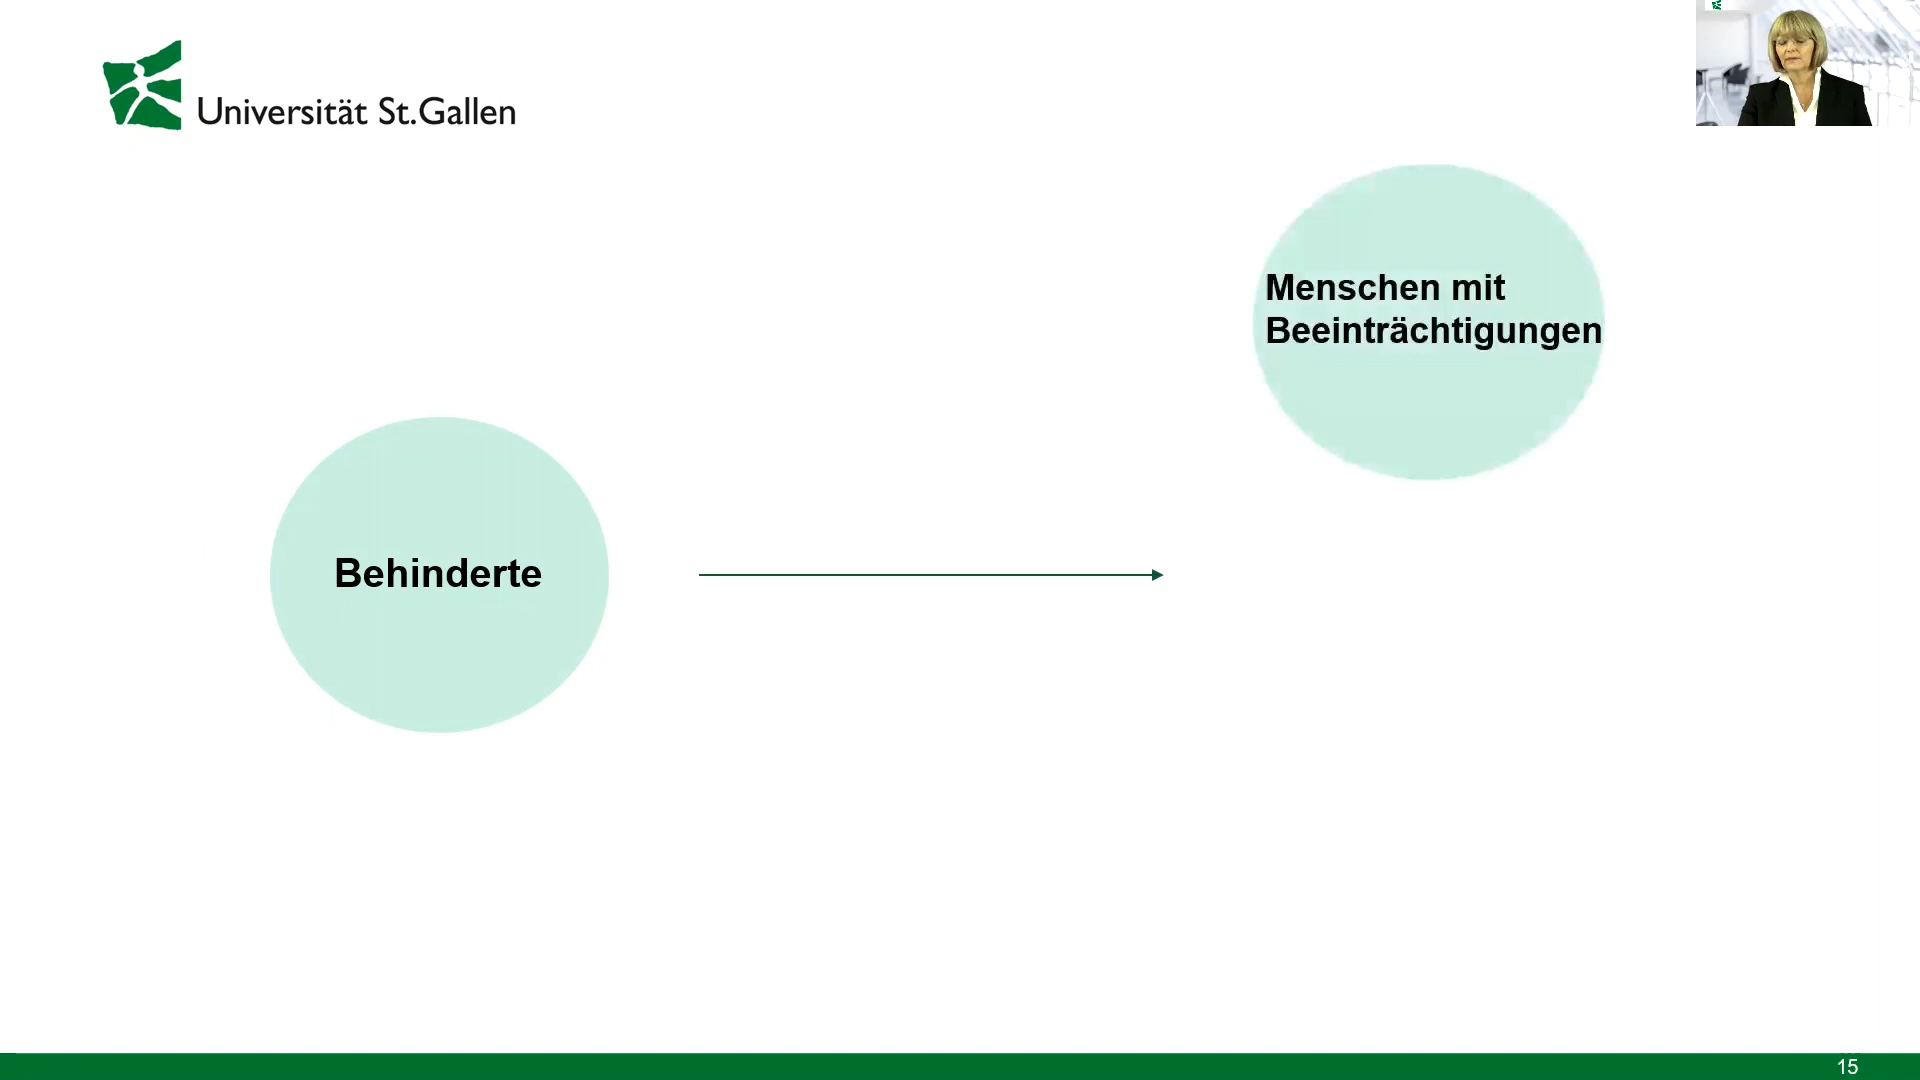 Universität St.Gallen
Menschen mit
Beeinträchtigungen
Behinderte
15